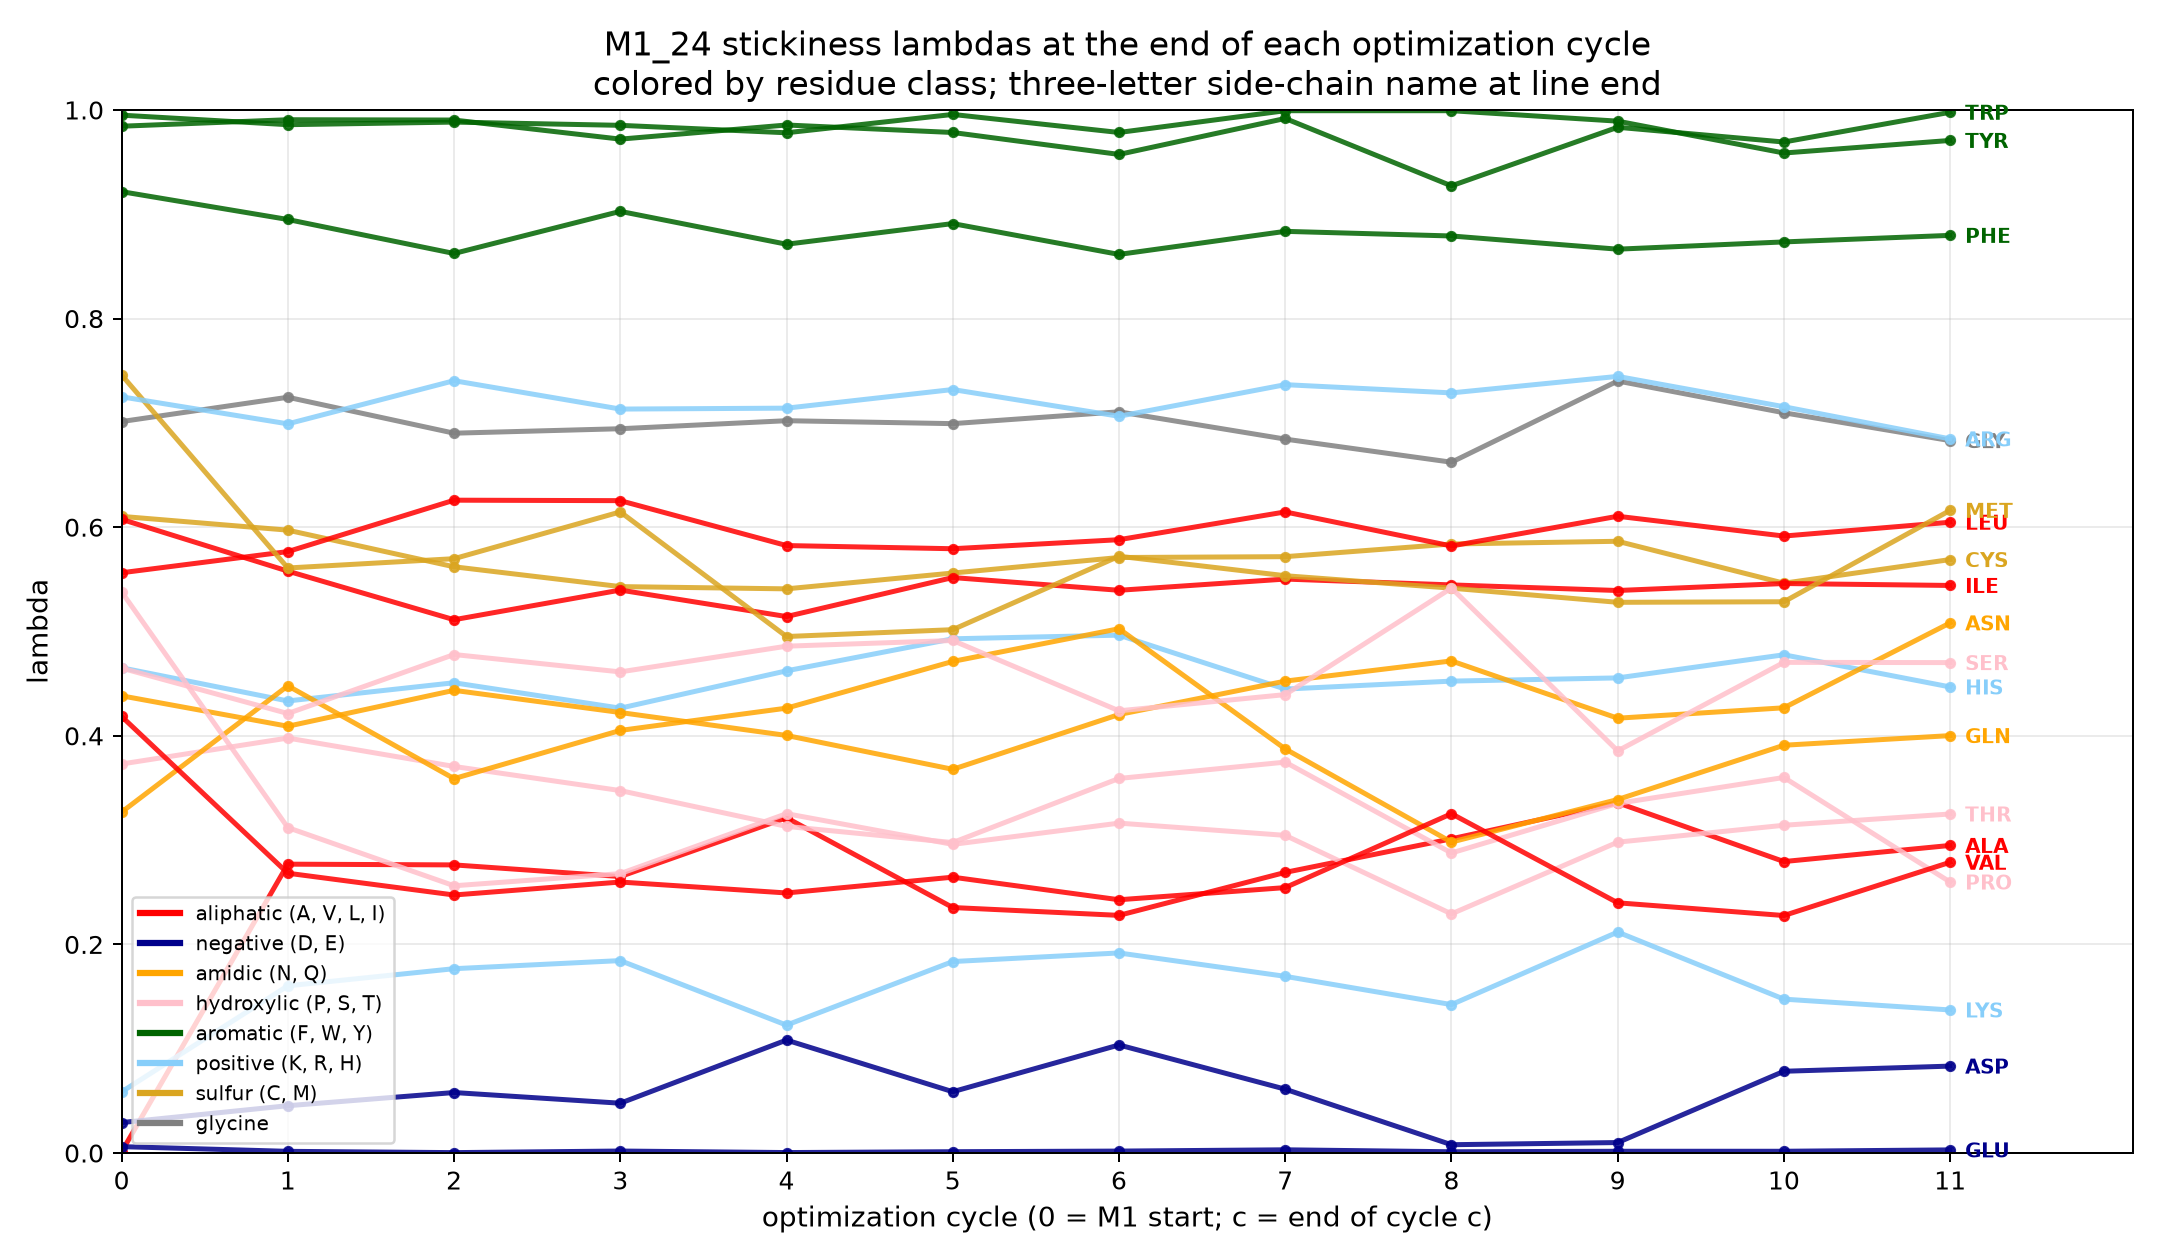 M1_24 stickiness lambdas at the end of each optimization cycle
colored by residue class; three-letter side-chain name at line end
1.0
0.8
0.6
0.4
0.2
0.0
lambda
TRP
TYR
PHE
ARG
GLY
MET
LEU
CYS
ILE
ASN
SER
HIS
GLN
THR
ALA
VAL
PRO
LYS
ASP
GLU
aliphatic (A, V, L, I)
negative (D, E)
amidic (N, Q)
hydroxylic (P, S, T)
aromatic (F, W, Y)
positive (K, R, H)
sulfur (C, M)
glycine
0 1 2 3 4 5 6 7 8 9 10 11
optimization cycle (0 = M1 start; c = end of cycle c)